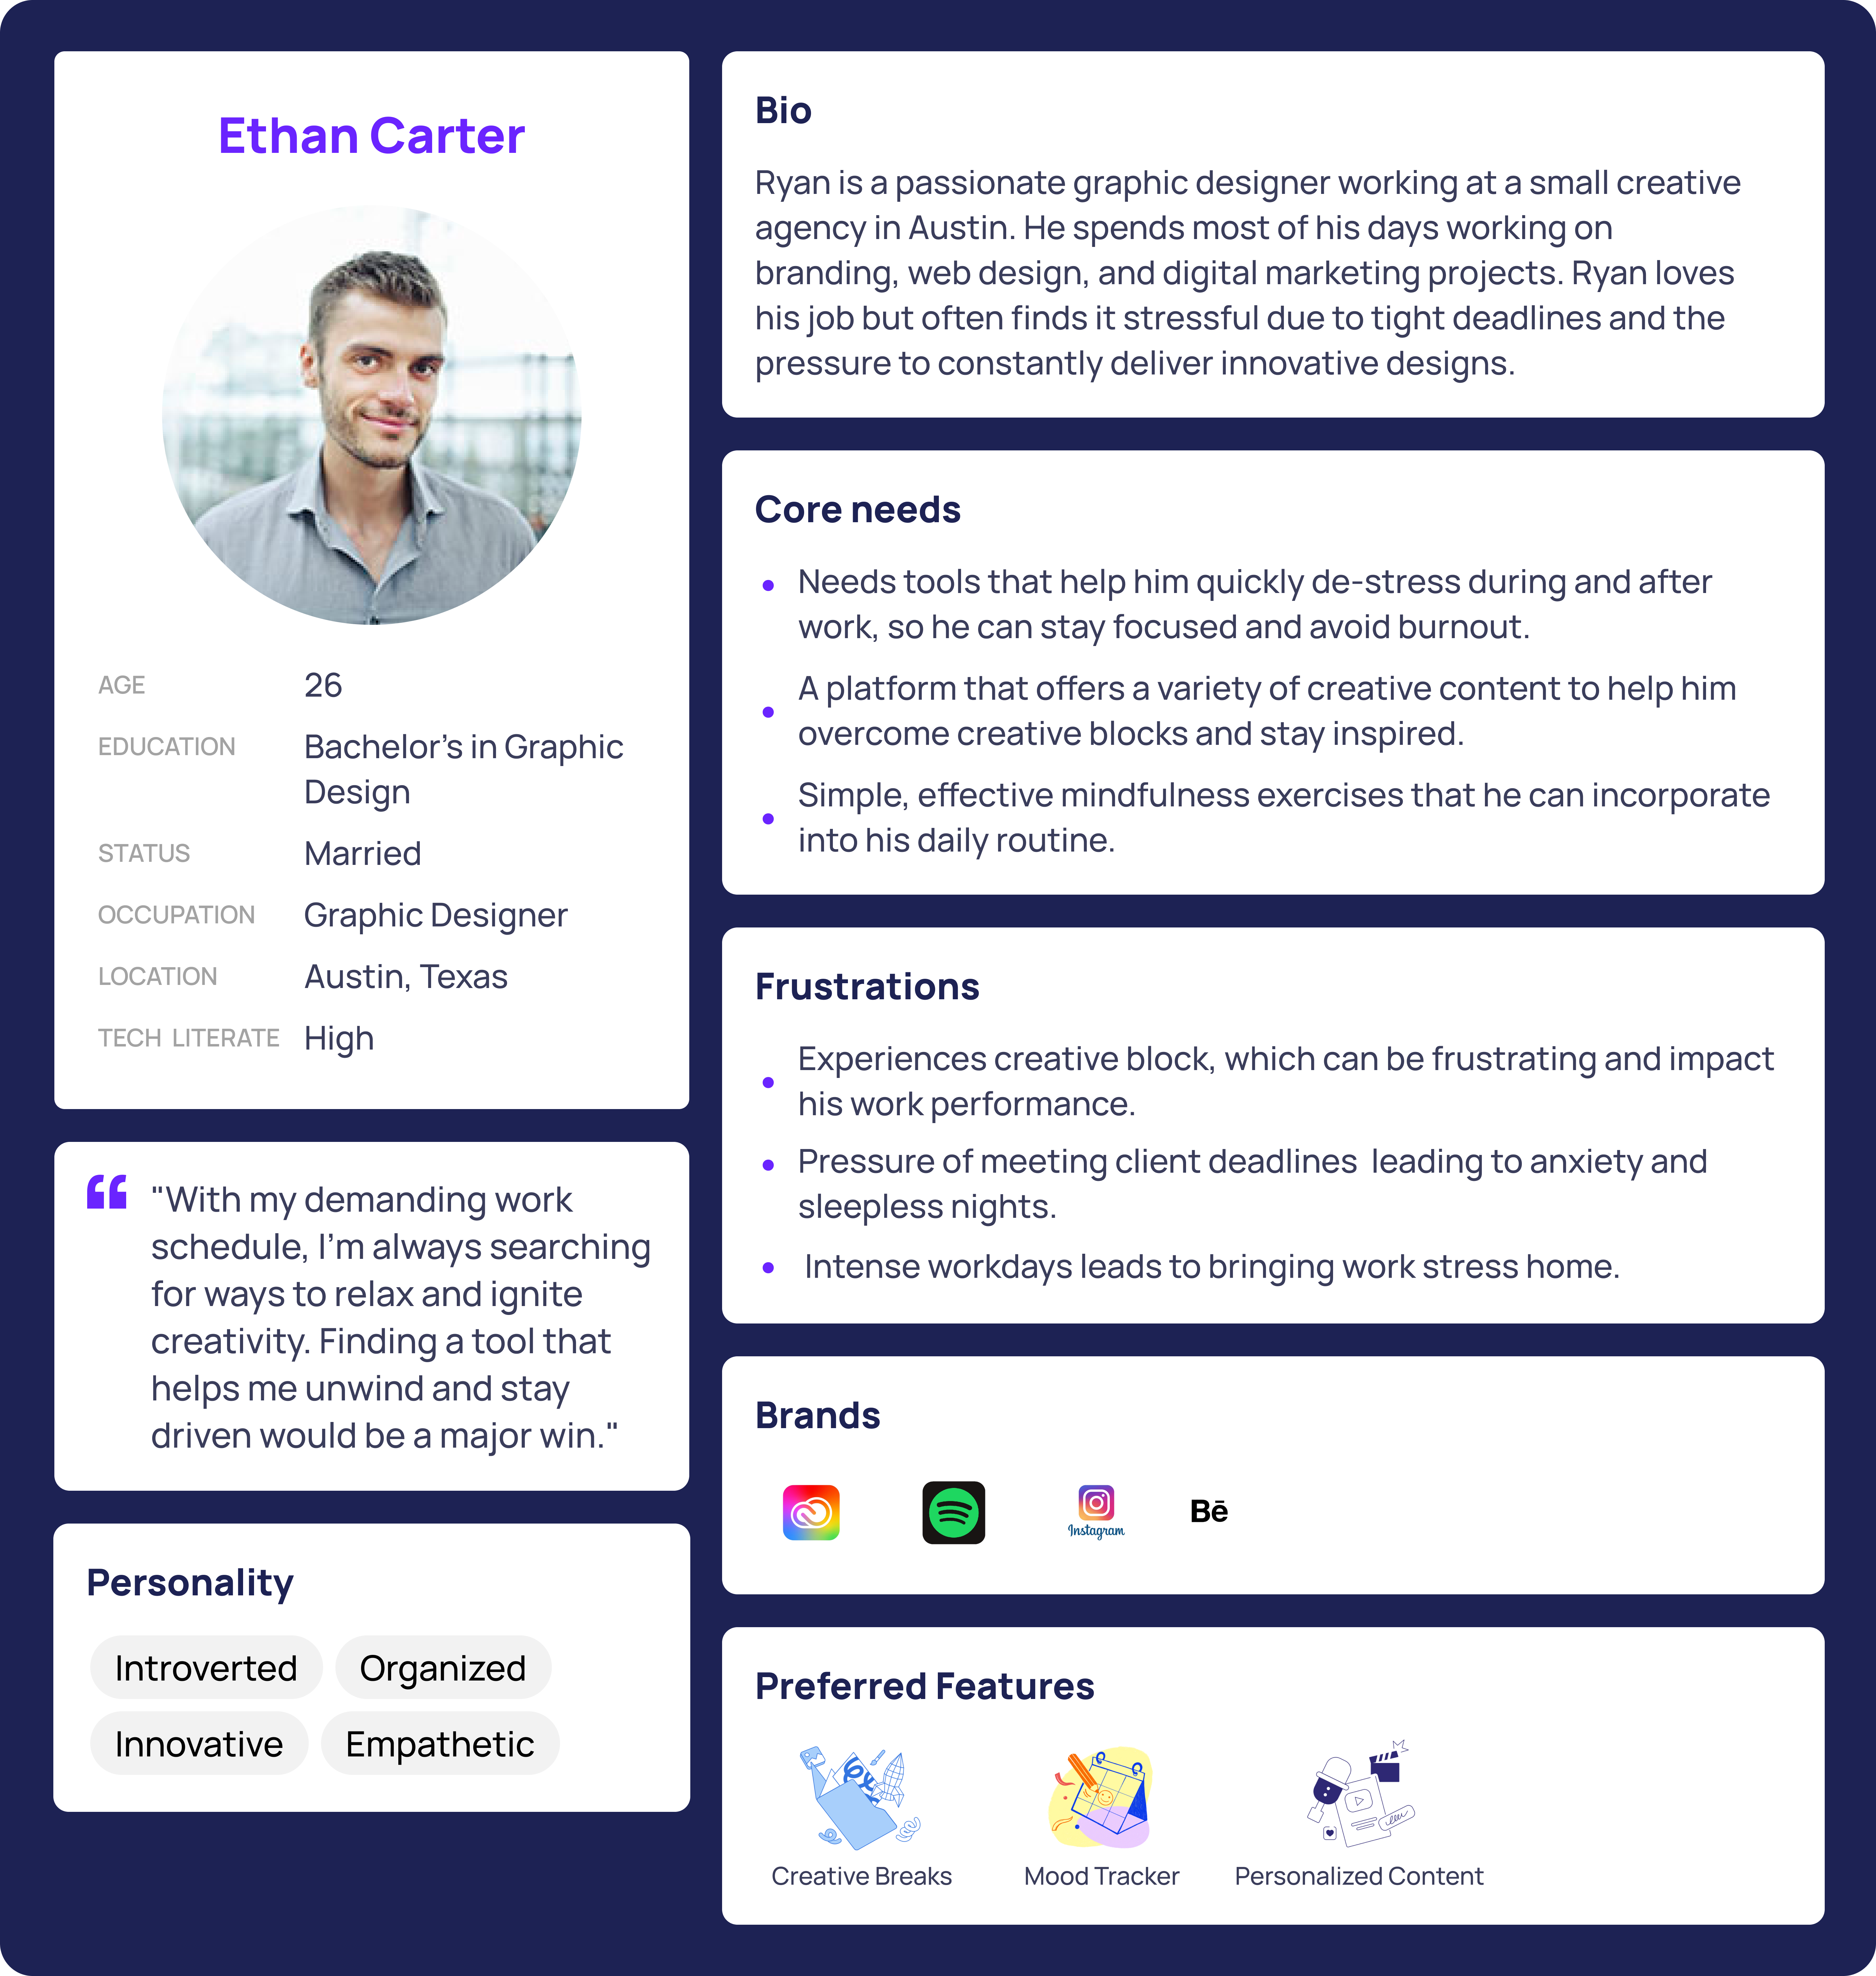 Ethan Carter
AGE 26
EDUCATION Bachelor’s in Graphic
Design
STATUS Married
OCCUPATION Graphic Designer
LOCATION Austin, Texas
TECH LITERATE High
"With my demanding work
schedule, I’m always searching
for ways to relax and ignite
creativity. Finding a tool that
helps me unwind and stay
driven would be a major win."
Personality
Introverted Organized
Innovative Empathetic
Bio
Ryan is a passionate graphic designer working at a small creative
agency in Austin. He spends most of his days working on
branding, web design, and digital marketing projects. Ryan loves
his job but often finds it stressful due to tight deadlines and the
pressure to constantly deliver innovative designs.
Core needs
• Needs tools that help him quickly de-stress during and after
work, so he can stay focused and avoid burnout.
• A platform that offers a variety of creative content to help him
overcome creative blocks and stay inspired.
• Simple, effective mindfulness exercises that he can incorporate
into his daily routine.
Frustrations
• Experiences creative block, which can be frustrating and impact
his work performance.
• Pressure of meeting client deadlines  leading to anxiety and
sleepless nights.
• Intense workdays leads to bringing work stress home.
Brands
Instagram
Bē
Preferred Features
Creative Breaks Mood Tracker Personalized Content